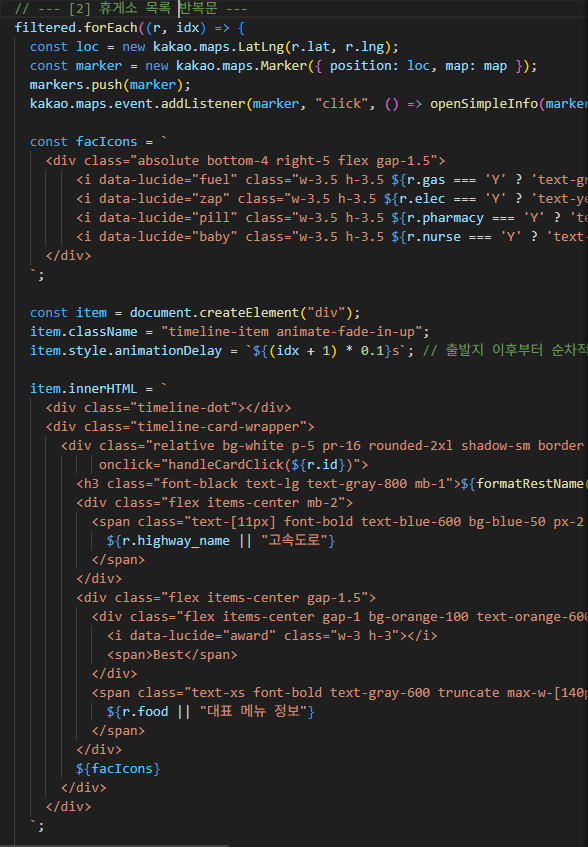 // --- [2] 휴게소 목록 반복문 ---
filtered.forEach((r, idx) => {
const loc = new kakao.maps.LatLng(r.lat, r.lng);
const marker = new kakao.maps.Marker({ position: loc, map: map });
markers.push(marker);
kakao.maps.event.addListener(marker, "click", () => openSimpleInfo(marker
const facIcons = `
<div class="absolute bottom-4 right-5 flex gap-1.5">
<i data-lucide="fuel" class="w-3.5 h-3.5 ${r.gas === 'Y' ? 'text-gr
<i data-lucide="zap" class="w-3.5 h-3.5 ${r.elec === 'Y' ? 'text-ye
<i data-lucide="pill" class="w-3.5 h-3.5 ${r.pharmacy === 'Y' ? 'te
<i data-lucide="baby" class="w-3.5 h-3.5 ${r.nurse === 'Y' ? 'text-
</div>
`;
const item = document.createElement("div");
item.className = "timeline-item animate-fade-in-up";
item.style.animationDelay = `${(idx + 1) * 0.1}s`; // 출발지 이후부터 순차적
item.innerHTML = `
<div class="timeline-dot"></div>
<div class="timeline-card-wrapper">
<div class="relative bg-white p-5 pr-16 rounded-2xl shadow-sm border
onclick="handleCardClick(${r.id})">
<h3 class="font-black text-lg text-gray-800 mb-1">${formatRestName(
<div class="flex items-center mb-2">
<span class="text-[11px] font-bold text-blue-600 bg-blue-50 px-2
${r.highway_name || "고속도로"}
</span>
</div>
<div class="flex items-center gap-1.5">
<div class="flex items-center gap-1 bg-orange-100 text-orange-600
<i data-lucide="award" class="w-3 h-3"></i>
<span>Best</span>
</div>
<span class="text-xs font-bold text-gray-600 truncate max-w-[140p
${r.food || "대표 메뉴 정보"}
</span>
</div>
${facIcons}
</div>
</div>
`;